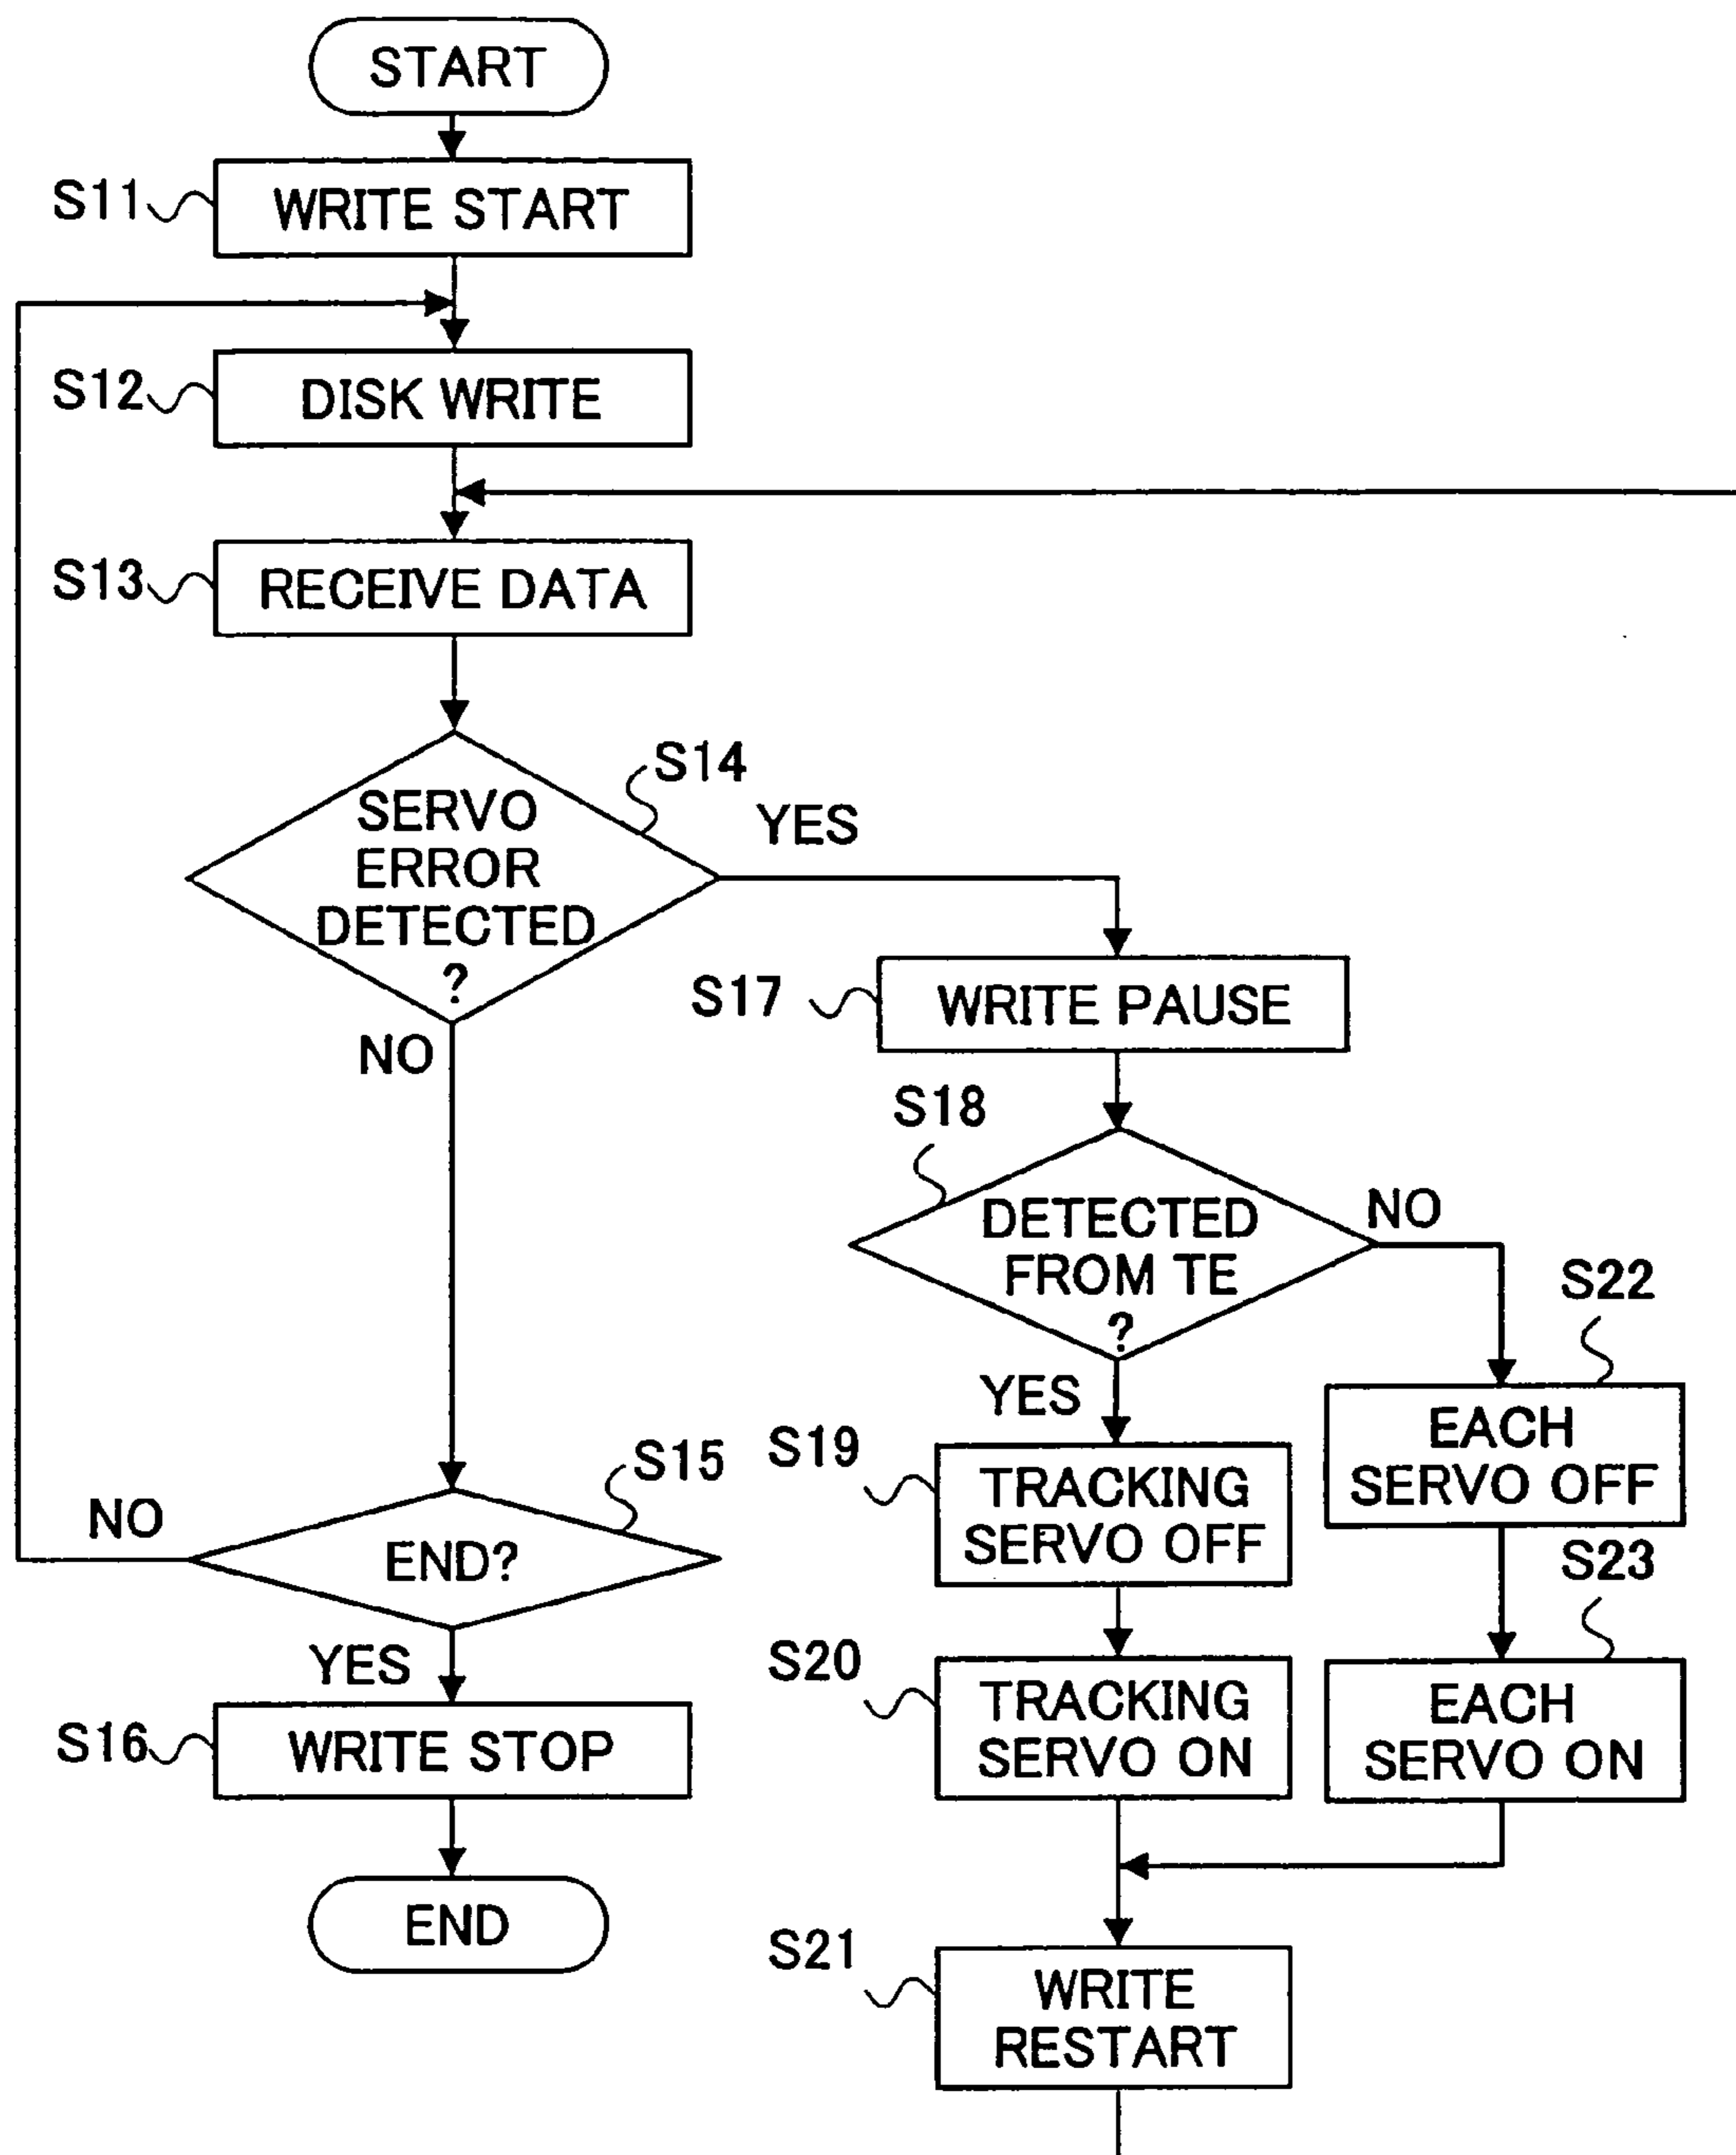 START
S11
WRITE START
S12
DISK WRITE
S13
RECEIVE DATA
S14
SERVO
ERROR
DETECTED
?
YES
NO
S17
WRITE PAUSE
S18
DETECTED
FROM TE
?
NO
YES
S22
EACH
SERVO OFF
S19
TRACKING
SERVO OFF
S15
END?
NO
YES
S23
EACH
SERVO ON
S20
TRACKING
SERVO ON
S16
WRITE STOP
END
S21
WRITE
RESTART